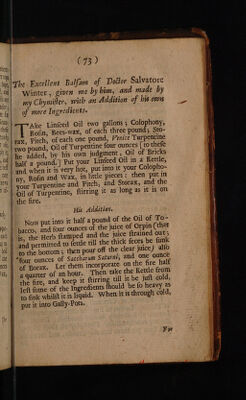 (73)
The Excellent Balsam of Doctor Salvatore
Winter, given me by him, and made by
my Chymister, with an Addition of his own
of more Ingredients.
TAke Linseed Oil two gallons; Colophony,
Rosin, Bees-wax, of each three pound; Sto-
rax, Pitch, of each one pound, Venice Turpentine
two pound, Oil of Turpentine four ounces [to these
he added, by his own judgment, Oil of Bricks
half a pound.] Put your Linseed Oil in a Kettle,
and when it is very hot, put into it your Colopho-
ny, Rosin and Wax, in little pieces: then put in
your Turpentine and Pitch, and Storax, and the
Oil of Turpentine, stirring it as long as it is on
the fire.
His Addition.
Now put into it half a pound of the Oil of To-
bacco, and four ounces of the juice of Orpin (that
is, the Herb stamped and the juice strained out;
and permitted to settle till the thick feces be sunk
to the bottom; then pour off the clear juice) also
four ounces of Saccharum Saturni, and one ounce
of Borax. Let them incorporate on the fire half
a quarter of an hour. Then take the Kettle from
the fire, and keep it stirring till it be just cold,
lest some of the Ingredients should be so heavy as
to sink whilst it is liquid. When it is through cold,
put it into Gally-Pots.
For